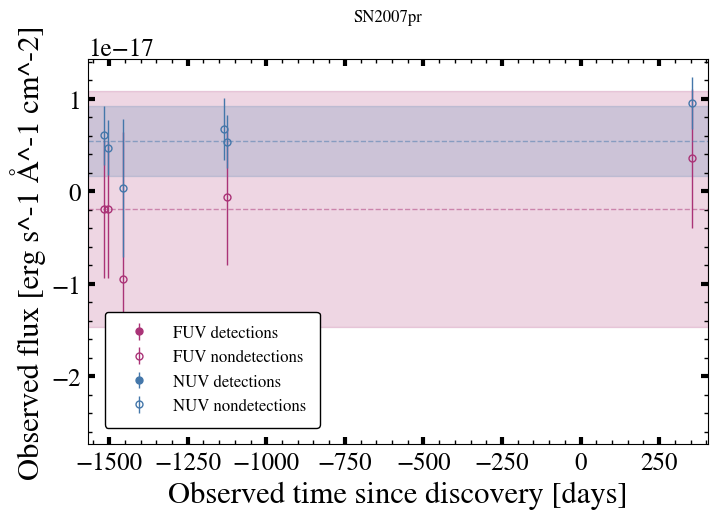 SN2007pr
1e−17
Observed flux [erg s^-1 Å^-1 cm^-2]
1
0
−1
−2
FUV detections
FUV nondetections
NUV detections
NUV nondetections
−1500 −1250 −1000 −750 −500 −250 0 250
Observed time since discovery [days]